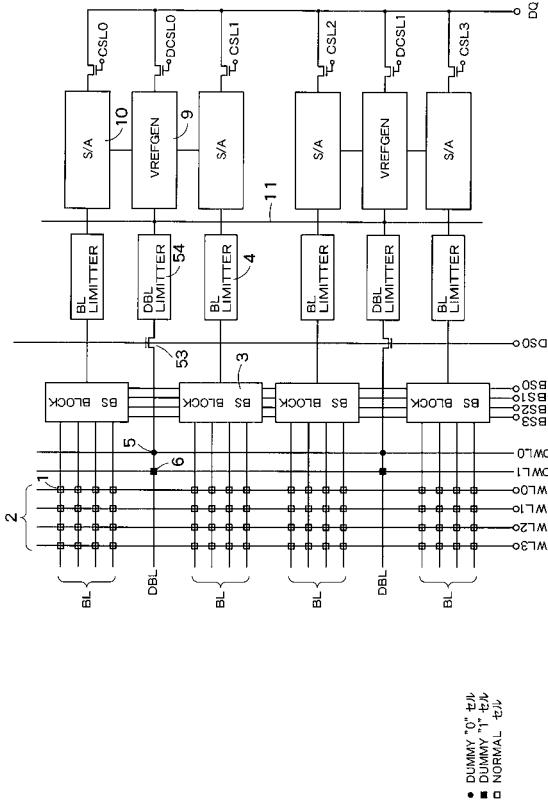 DQ
CSL0
DCSL0
CSL1
CSL2
DCSL1
CSL3
S/A
10
VREFGEN
9
S/A
S/A
VREFGEN
S/A
11
BL LIMITTER
DBL LIMITTER
54
BL LIMITTER
4
BL LIMITTER
DBL LIMITTER
BL LIMITTER
53
DS0
BS BLOCK
3
BS BLOCK
BS BLOCK
BS BLOCK
BS0
BS1
BS2
BS3
5
6
DWL0
DWL1
1
2
WL0
WL1
WL2
WL3
BL
DBL
BL
BL
DBL
BL
● DUMMY "0" セル
■ DUMMY "1" セル
□ NORMAL セル